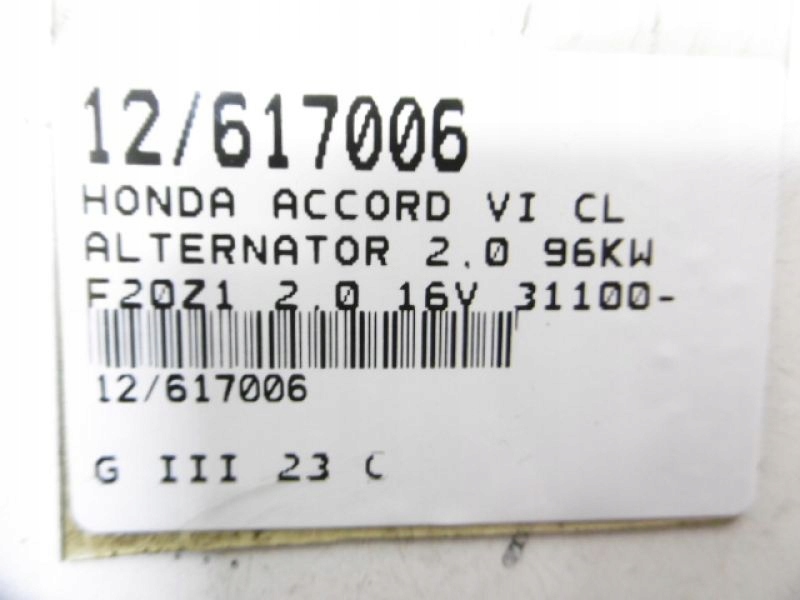 12/617006
HONDA ACCORD VI CL
ALTERNATOR 2.0 96KW
F20Z1 2.0 16V 31100-
12/617006
G III 23 C